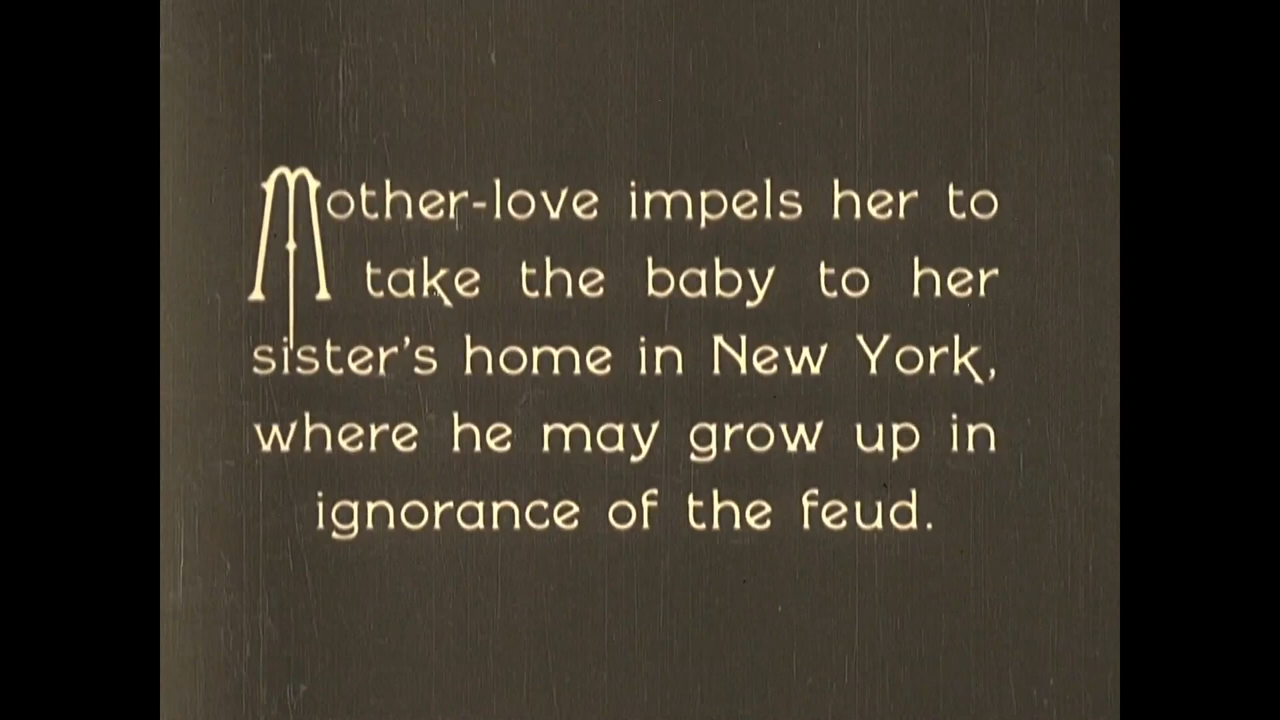 Mother-love impels her to
take the baby to her
sister's home in New York,
where he may grow up in
ignorance of the feud.